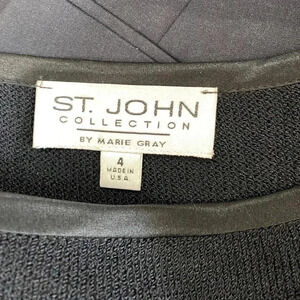 ST. JOHN
COLLECTION
BY MARIE GRAY
4
MADE IN
U.S.A.